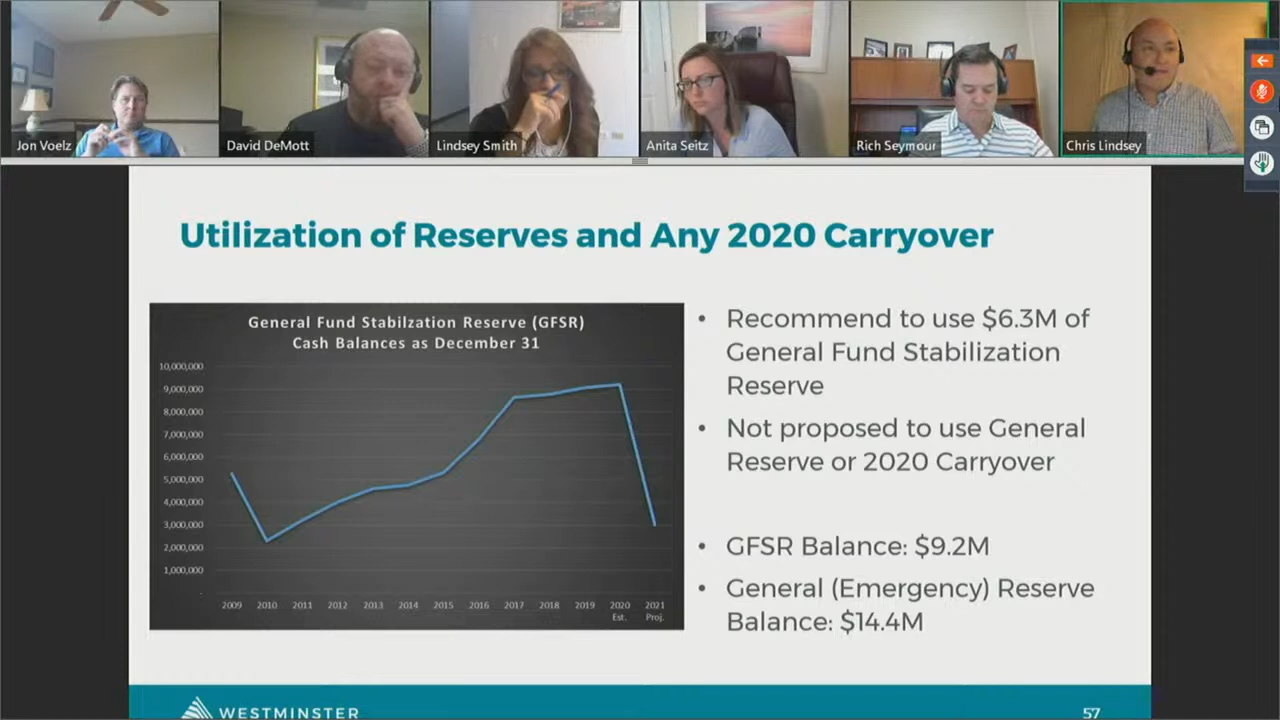 Jon Voelz
David DeMott
Lindsey Smith
Anita Seitz
Rich Seymour
Chris Lindsey
Utilization of Reserves and Any 2020 Carryover
General Fund Stabilzation Reserve (GFSR)
Cash Balances as December 31
10,000,000
9,000,000
8,000,000
7,000,000
6,000,000
5,000,000
4,000,000
3,000,000
2,000,000
1,000,000
-
2009 2010 2011 2012 2013 2014 2015 2016 2017 2018 2019 2020 2021
Est. Proj.
• Recommend to use $6.3M of
General Fund Stabilization
Reserve
• Not proposed to use General
Reserve or 2020 Carryover
• GFSR Balance: $9.2M
• General (Emergency) Reserve
Balance: $14.4M
WESTMINSTER
57